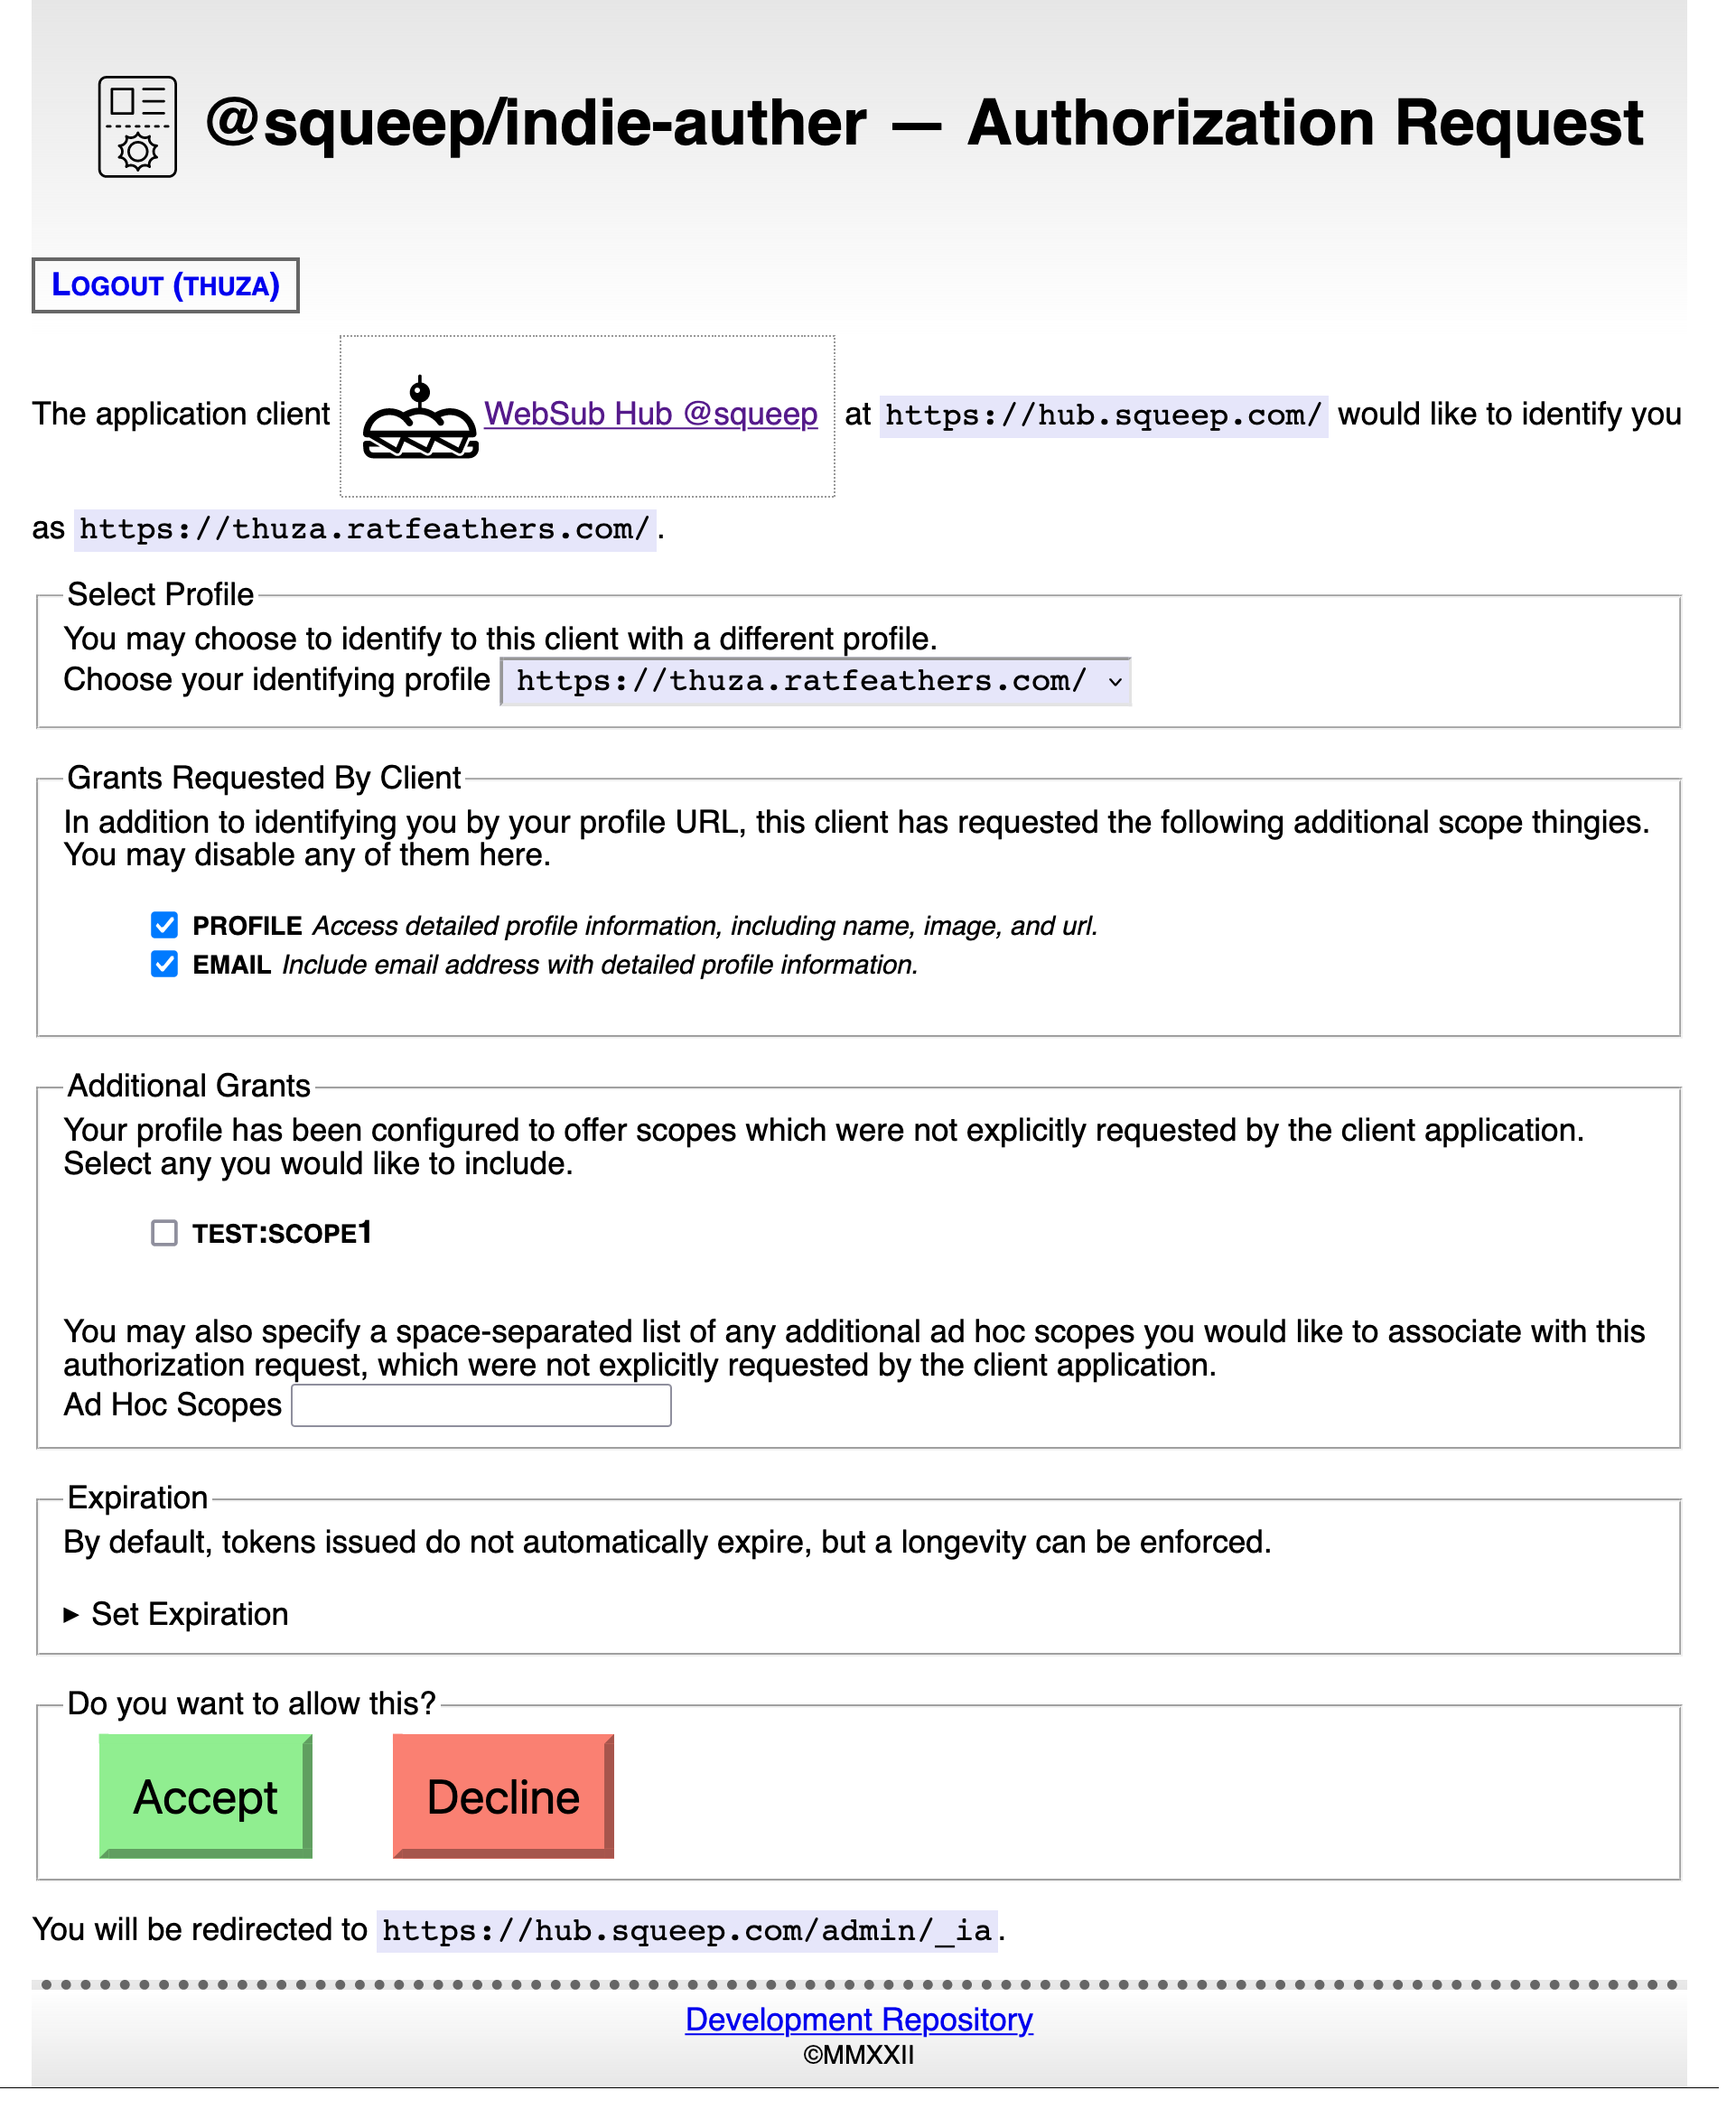 @squeep/indie-auther — Authorization Request
Logout (thuza)
The application client WebSub Hub @squeep at https://hub.squeep.com/ would like to identify you
as https://thuza.ratfeathers.com/.
Select Profile
You may choose to identify to this client with a different profile.
Choose your identifying profile https://thuza.ratfeathers.com/
Grants Requested By Client
In addition to identifying you by your profile URL, this client has requested the following additional scope thingies.
You may disable any of them here.
PROFILE Access detailed profile information, including name, image, and url.
EMAIL Include email address with detailed profile information.
Additional Grants
Your profile has been configured to offer scopes which were not explicitly requested by the client application.
Select any you would like to include.
TEST:SCOPE1
You may also specify a space-separated list of any additional ad hoc scopes you would like to associate with this
authorization request, which were not explicitly requested by the client application.
Ad Hoc Scopes
Expiration
By default, tokens issued do not automatically expire, but a longevity can be enforced.
Set Expiration
Do you want to allow this?
Accept Decline
You will be redirected to https://hub.squeep.com/admin/_ia.
Development Repository
©MMXXII